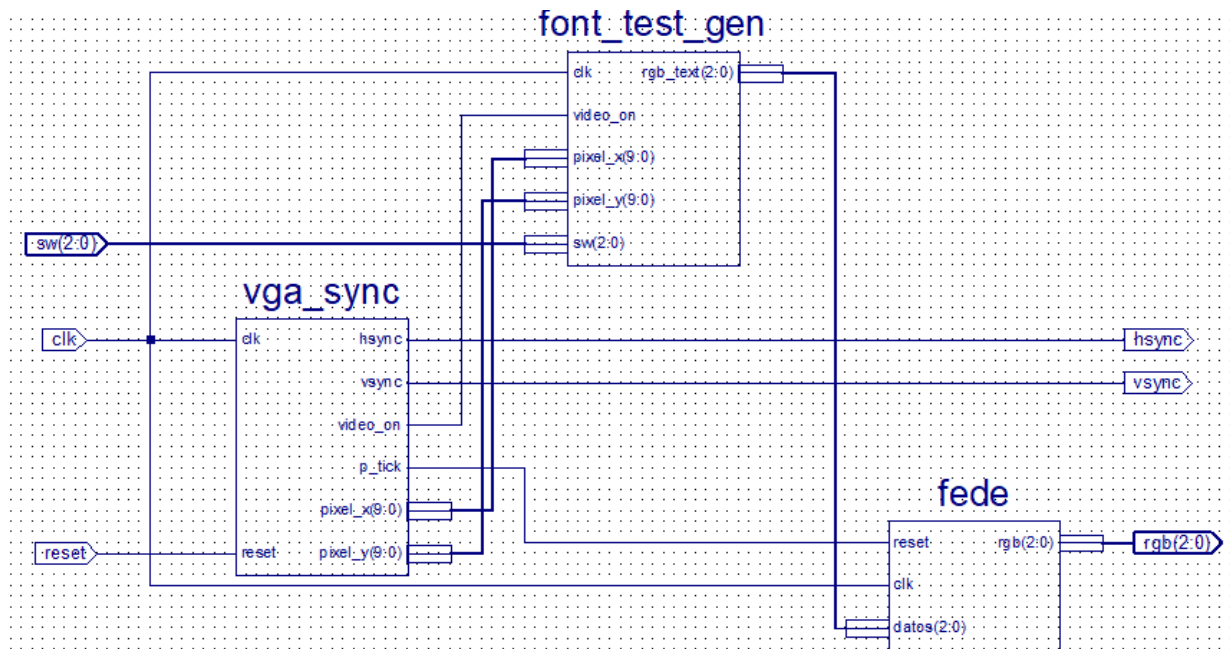 font_test_gen
clk
rgb_text(2:0)
video_on
pixel_x(9:0)
pixel_y(9:0)
sw(2:0)
sw(2:0)
vga_sync
clk
clk
hsync
hsync
vsync
vsync
video_on
p_tick
pixel_x(9:0)
reset
reset
pixel_y(9:0)
fede
reset
rgb(2:0)
rgb(2:0)
clk
datos(2:0)